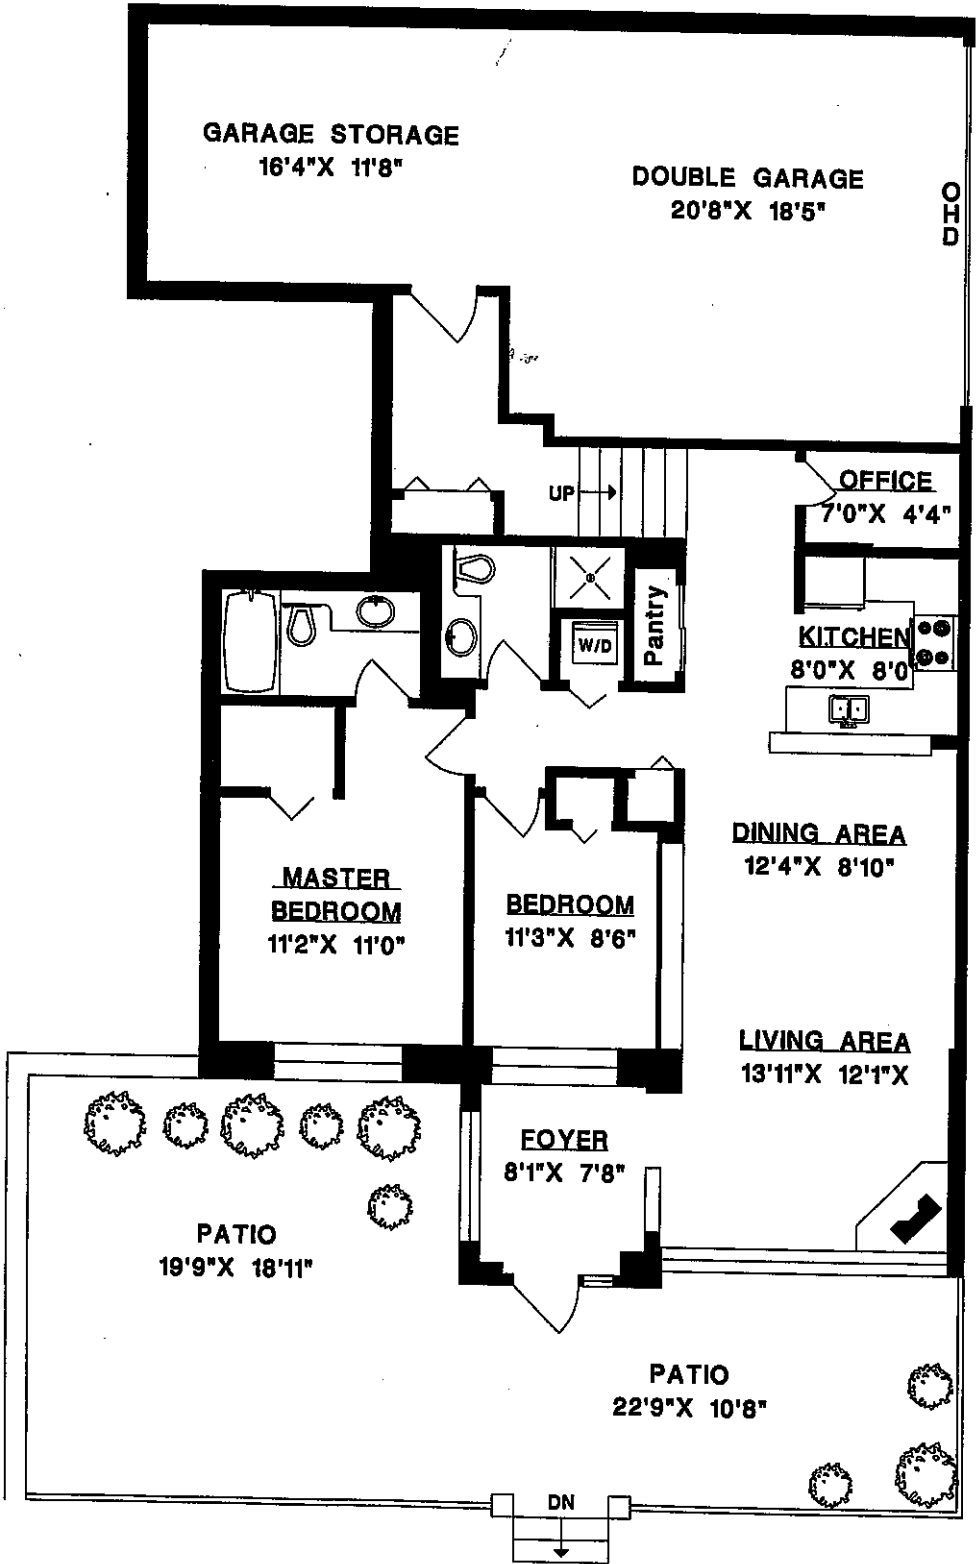 GARAGE STORAGE
16'4"X 11'8"
DOUBLE GARAGE
20'8"X 18'5"
OHD
UP
OFFICE
7'0"X 4'4"
Pantry
W/D
KITCHEN
8'0"X 8'0
DINING AREA
12'4"X 8'10"
MASTER
BEDROOM
11'2"X 11'0"
BEDROOM
11'3"X 8'6"
LIVING AREA
13'11"X 12'1"X
FOYER
8'1"X 7'8"
PATIO
19'9"X 18'11"
PATIO
22'9"X 10'8"
DN